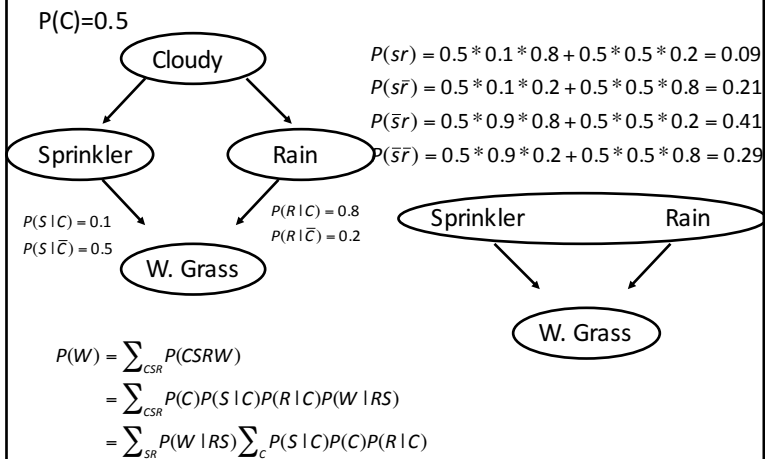 P(C)=0.5
Cloudy
Sprinkler
Rain
P(S | C) = 0.1
P(S | C̅) = 0.5
P(R | C) = 0.8
P(R | C̅) = 0.2
W. Grass
P(sr) = 0.5 * 0.1 * 0.8 + 0.5 * 0.5 * 0.2 = 0.09
P(sr̅) = 0.5 * 0.1 * 0.2 + 0.5 * 0.5 * 0.8 = 0.21
P(s̅r) = 0.5 * 0.9 * 0.8 + 0.5 * 0.5 * 0.2 = 0.41
P(s̅r̅) = 0.5 * 0.9 * 0.2 + 0.5 * 0.5 * 0.8 = 0.29
Sprinkler Rain
W. Grass
P(W) = ∑_CSR P(CSRW)
= ∑_CSR P(C)P(S | C)P(R | C)P(W | RS)
= ∑_SR P(W | RS) ∑_C P(S | C)P(C)P(R | C)